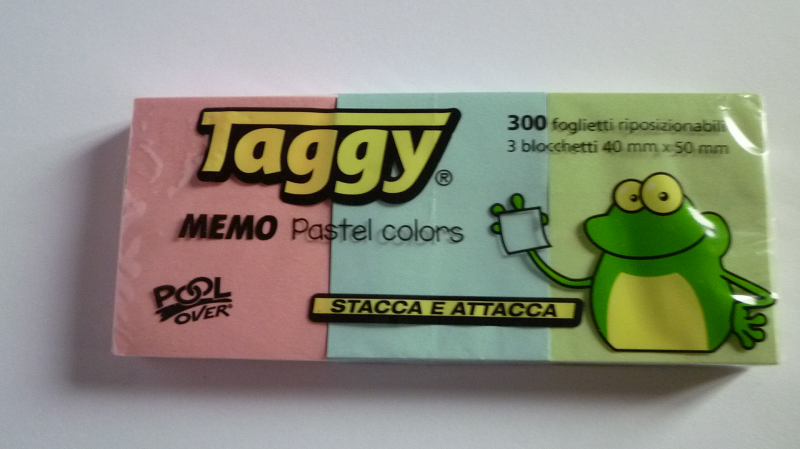 Taggy®
300 foglietti riposizionabili
3 blocchetti 40 mm x 50 mm
MEMO Pastel colors
POOL
OVER®
STACCA E ATTACCA